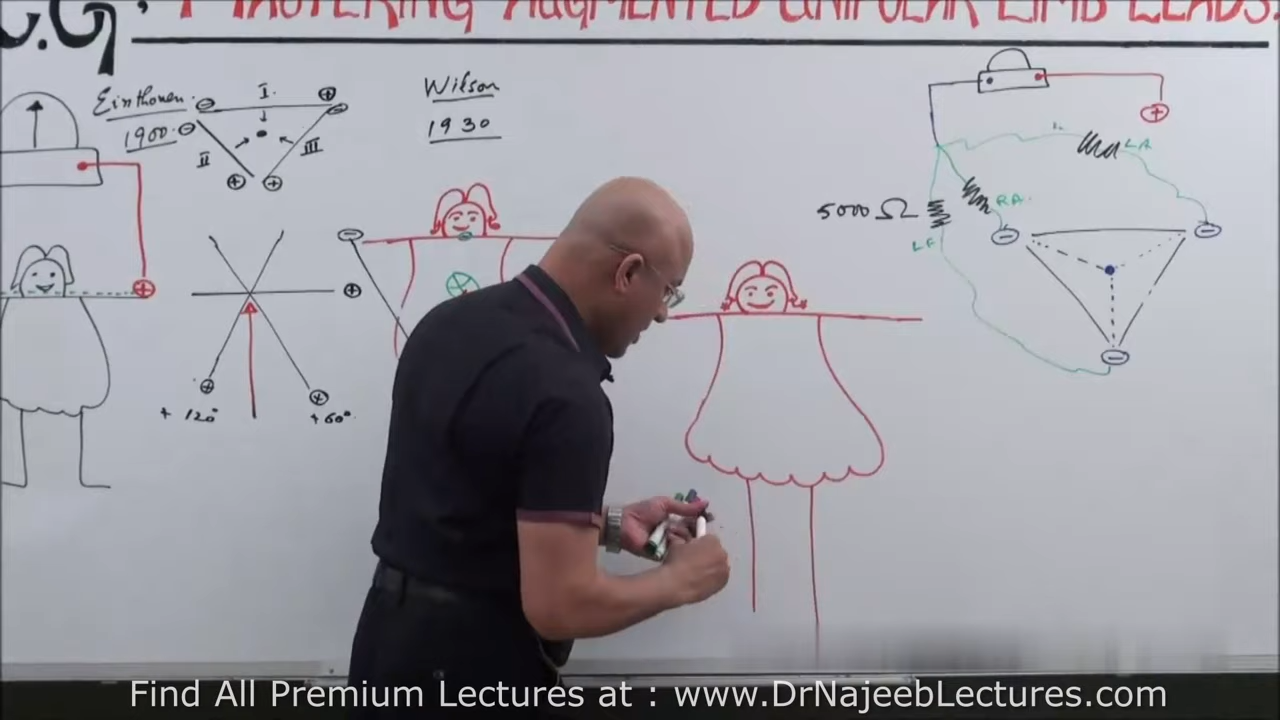 E.C.G. MASTERING AUGMENTED UNIPOLAR LIMB LEADS.
Einthoven
1900.
I.
II
III
+ 120°
+60°
Wilson
1930
5000 Ω
LA
RA.
LF
Find All Premium Lectures at : www.DrNajeebLectures.com